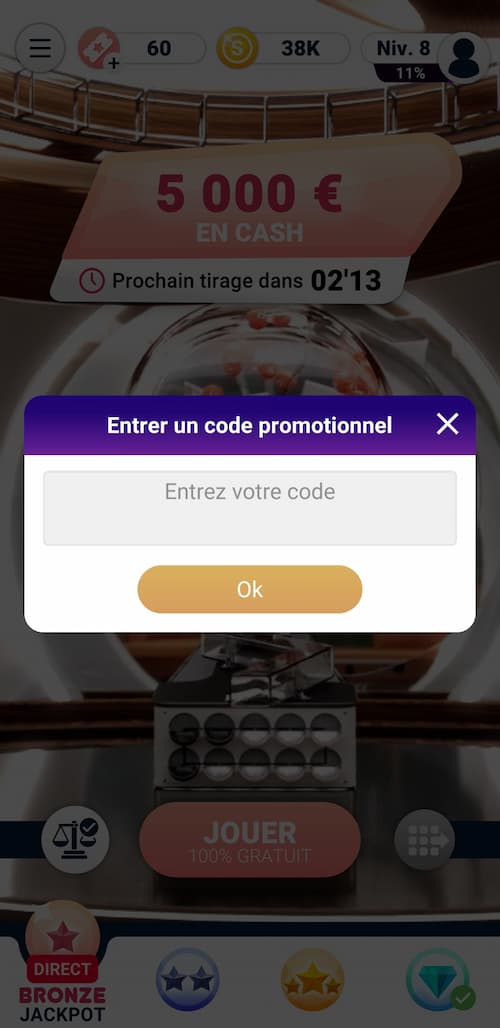 60
38K
Niv. 8
11%
5 000 €
EN CASH
Prochain tirage dans 02'13
Entrer un code promotionnel
Entrez votre code
Ok
JOUER
100% GRATUIT
DIRECT
BRONZE
JACKPOT